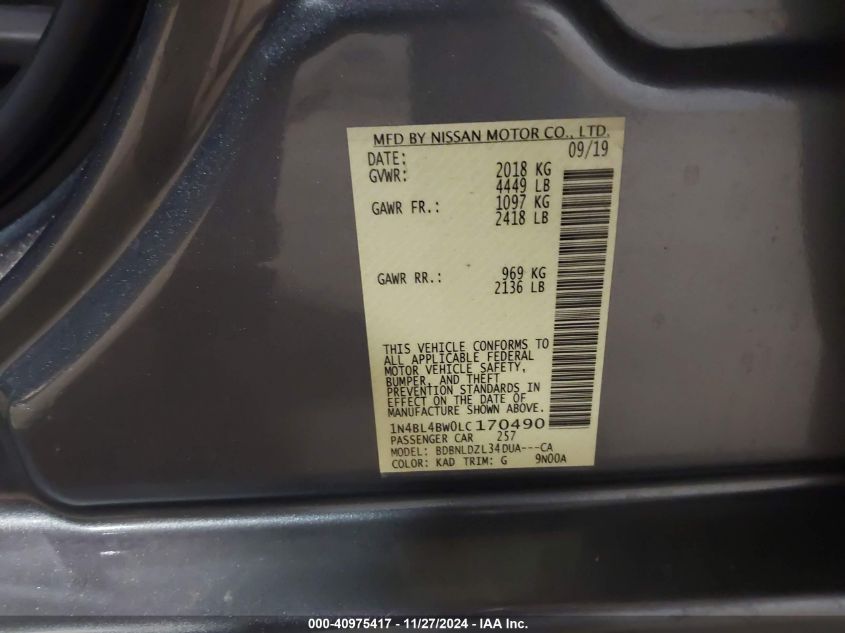 MFD BY NISSAN MOTOR CO., LTD.
DATE: 09/19
GVWR: 2018 KG
4449 LB
GAWR FR.: 1097 KG
2418 LB
GAWR RR.: 969 KG
2136 LB
THIS VEHICLE CONFORMS TO
ALL APPLICABLE FEDERAL
MOTOR VEHICLE SAFETY,
BUMPER, AND THEFT
PREVENTION STANDARDS IN
EFFECT ON THE DATE OF
MANUFACTURE SHOWN ABOVE.
1N4BL4BW0LC170490
PASSENGER CAR 257
MODEL: BDBNLDZL34DUA---CA
COLOR: KAD TRIM: G 9N00A
000-40975417 - 11/27/2024 - IAA Inc.